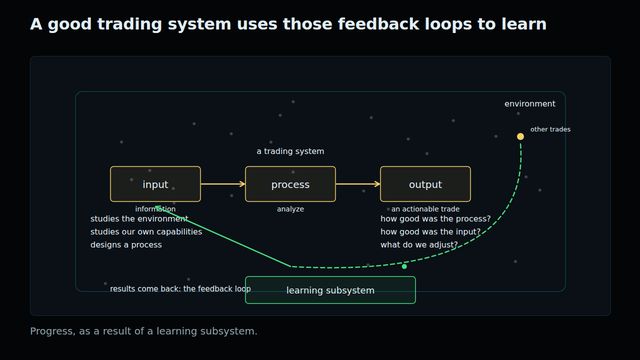 A good trading system uses those feedback loops to learn
environment
other trades
a trading system
input
process
output
information
analyze
an actionable trade
studies the environment
studies our own capabilities
designs a process
how good was the process?
how good was the input?
what do we adjust?
results come back: the feedback loop
learning subsystem
Progress, as a result of a learning subsystem.